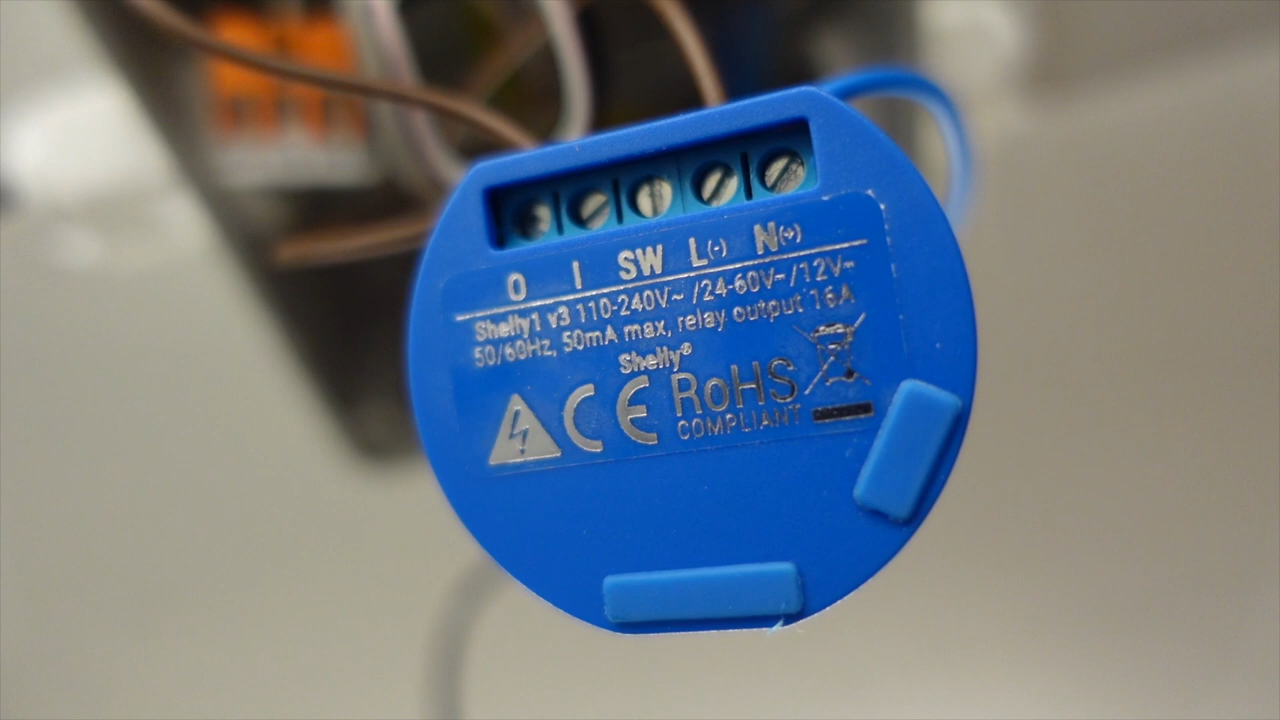 O I SW L(-) N(+)
Shelly1 v3 110-240V~ /24-60V⎓/12V⎓
50/60Hz, 50mA max, relay output 16A
Shelly®
CE RoHS
COMPLIANT